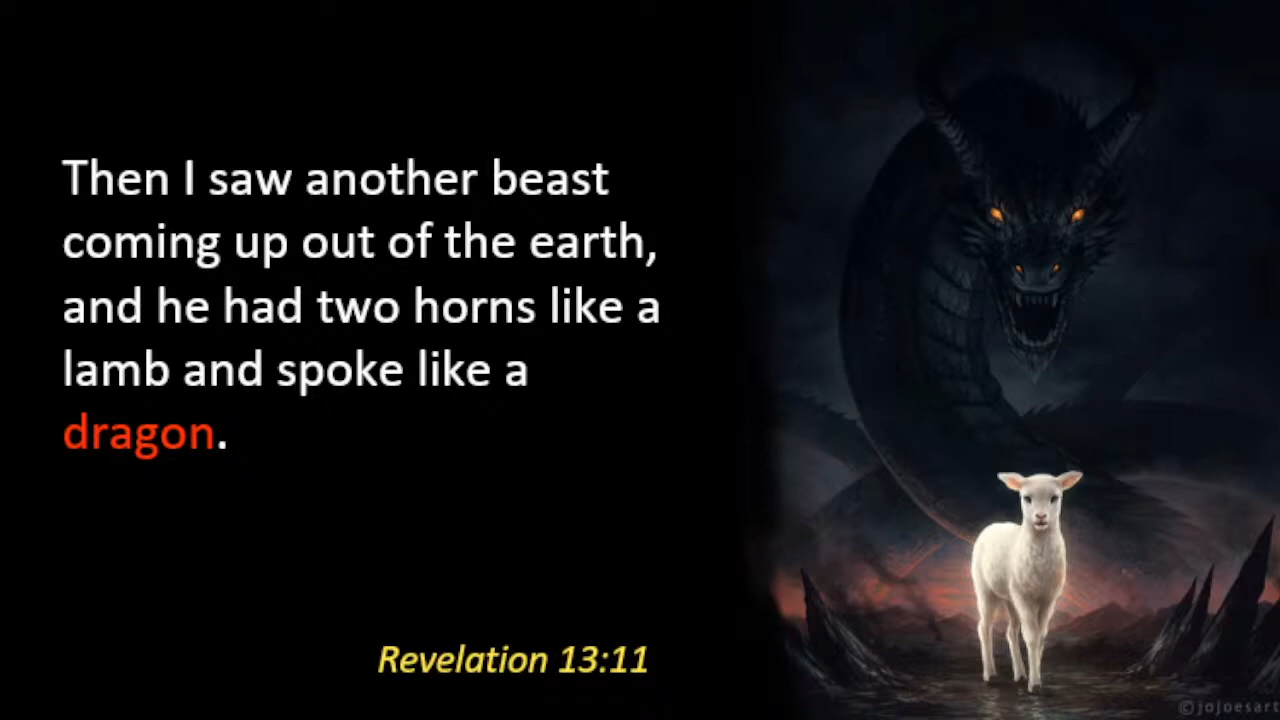 Then I saw another beast
coming up out of the earth,
and he had two horns like a
lamb and spoke like a
dragon.
Revelation 13:11
©jojoesart